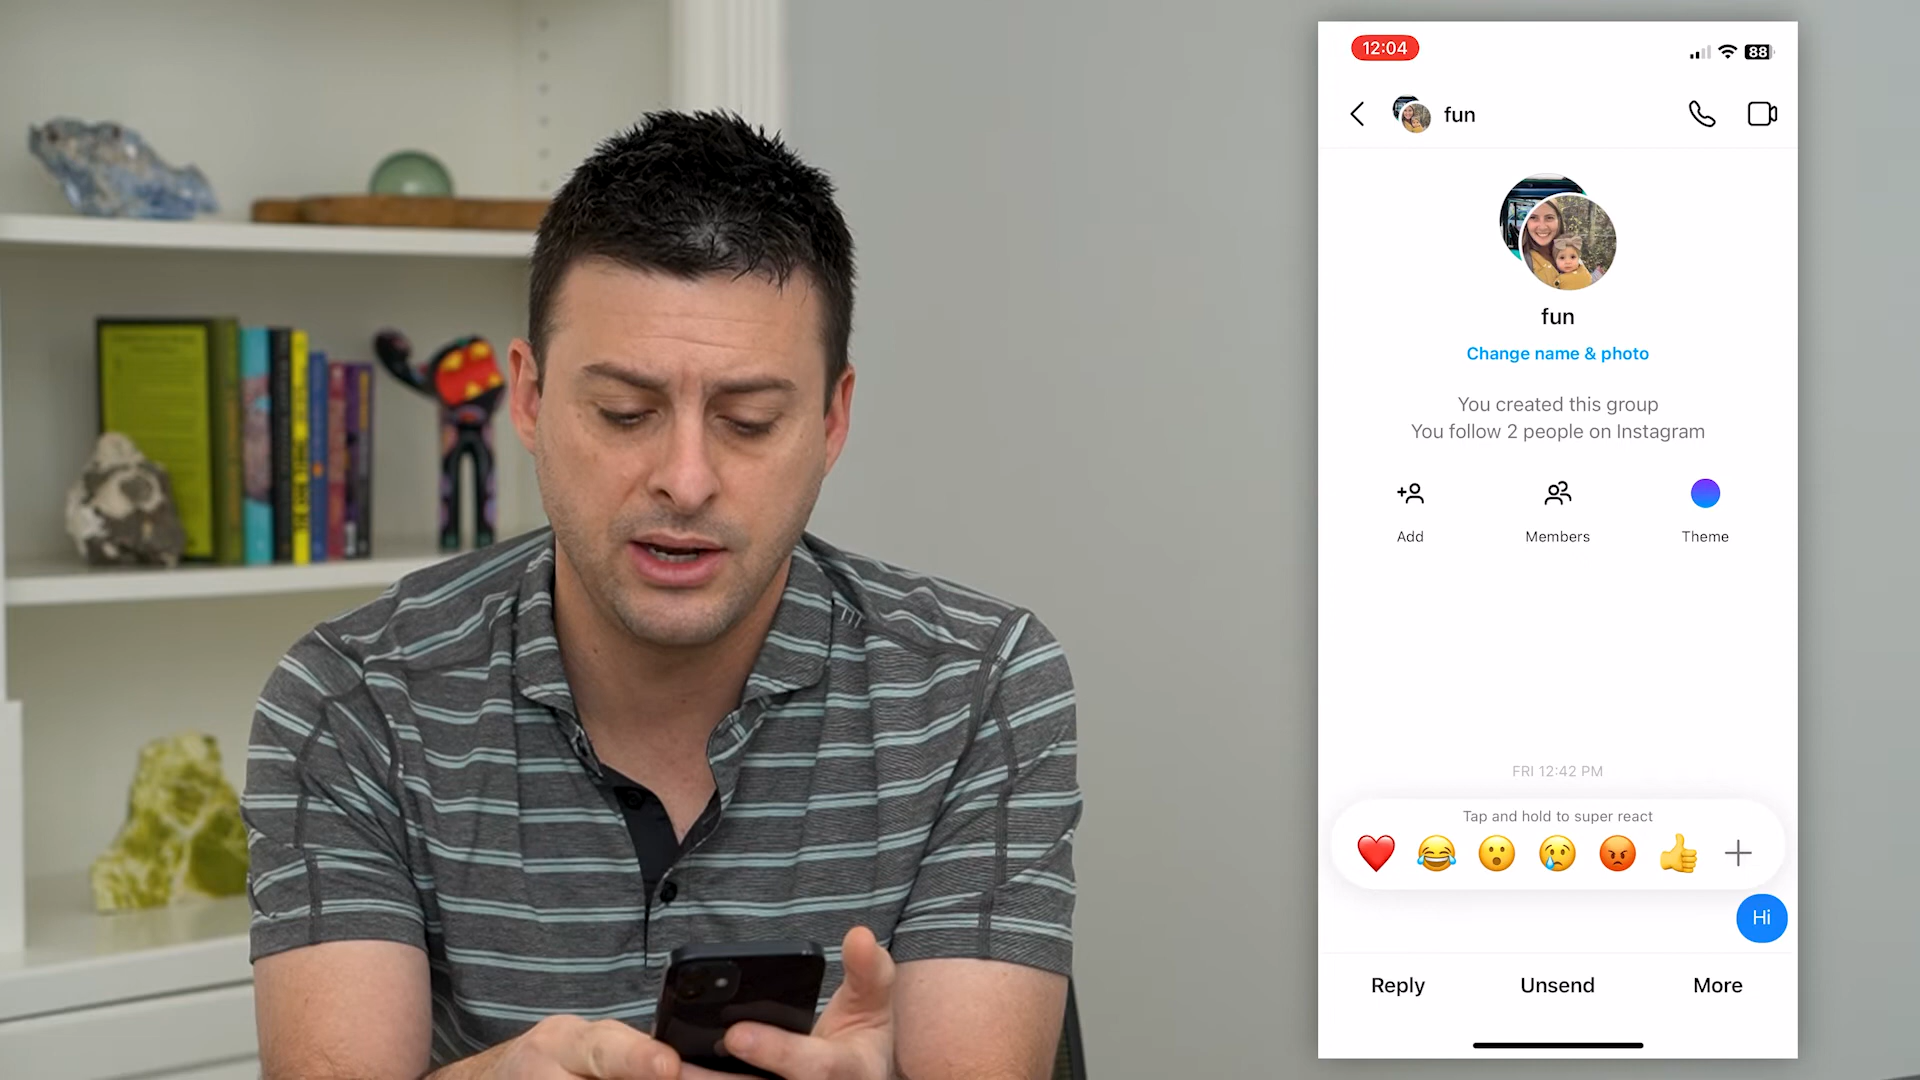 12:04
88
fun
fun
Change name & photo
You created this group
You follow 2 people on Instagram
Add
Members
Theme
FRI 12:42 PM
Tap and hold to super react
Hi
Reply
Unsend
More